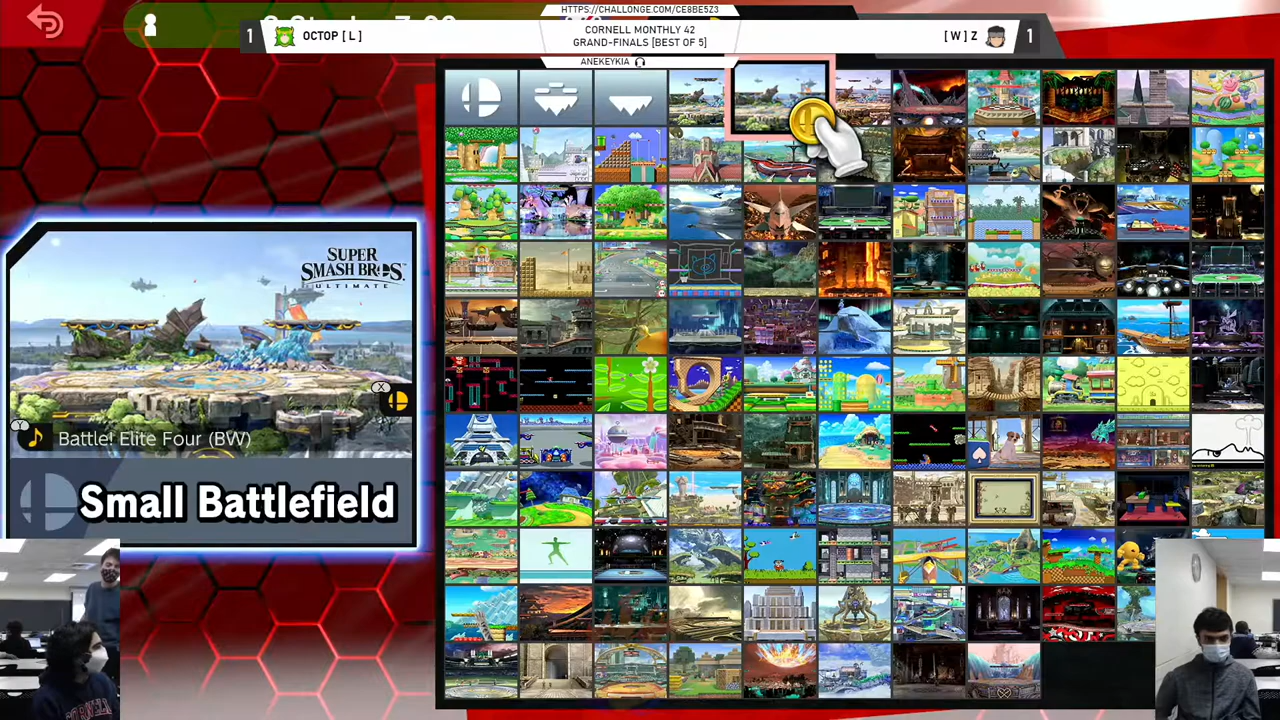 HTTPS://CHALLONGE.COM/CE8BE5Z3
1 OCTOP [ L ]
CORNELL MONTHLY 42
GRAND-FINALS [BEST OF 5]
[ W ] Z 1
ANEKEYKIA
SUPER
SMASH BROS.
ULTIMATE
X
Y
Battle! Elite Four (BW)
Small Battlefield
CORNELL